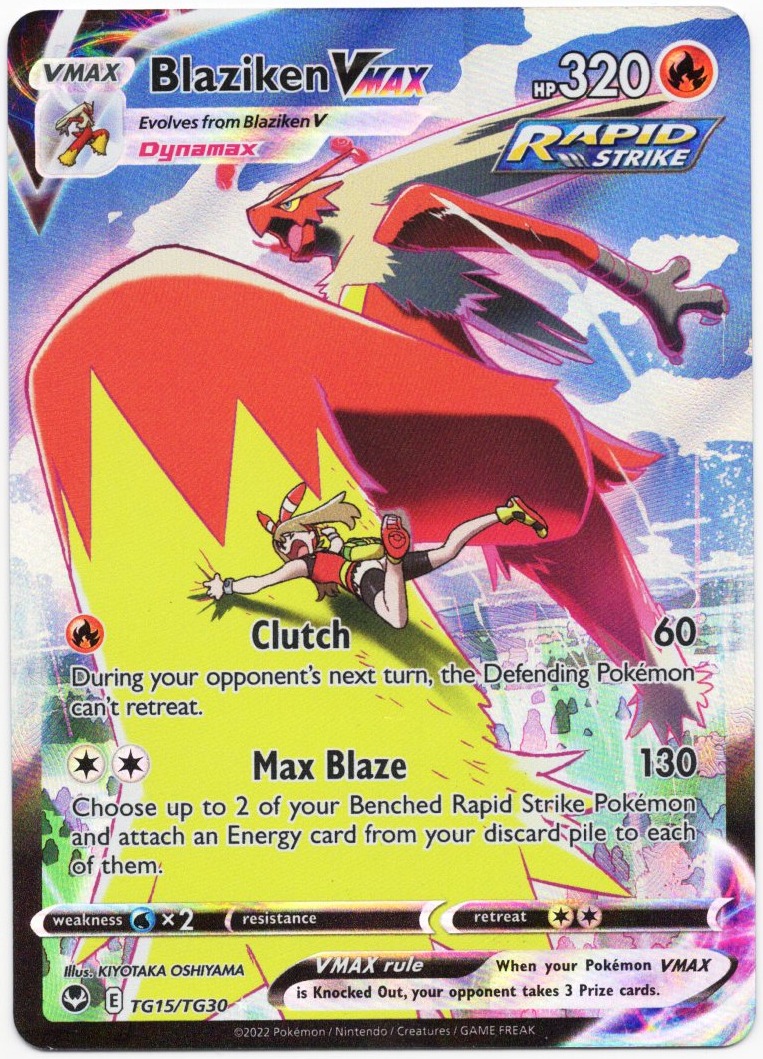 VMAX
Blaziken VMAX
HP 320
Evolves from Blaziken V
Dynamax
RAPID
STRIKE
Clutch 60
During your opponent's next turn, the Defending Pokémon
can't retreat.
Max Blaze 130
Choose up to 2 of your Benched Rapid Strike Pokémon
and attach an Energy card from your discard pile to each
of them.
weakness ×2 resistance retreat
Illus. KIYOTAKA OSHIYAMA
VMAX rule When your Pokémon VMAX
is Knocked Out, your opponent takes 3 Prize cards.
E TG15/TG30
©2022 Pokémon / Nintendo / Creatures / GAME FREAK